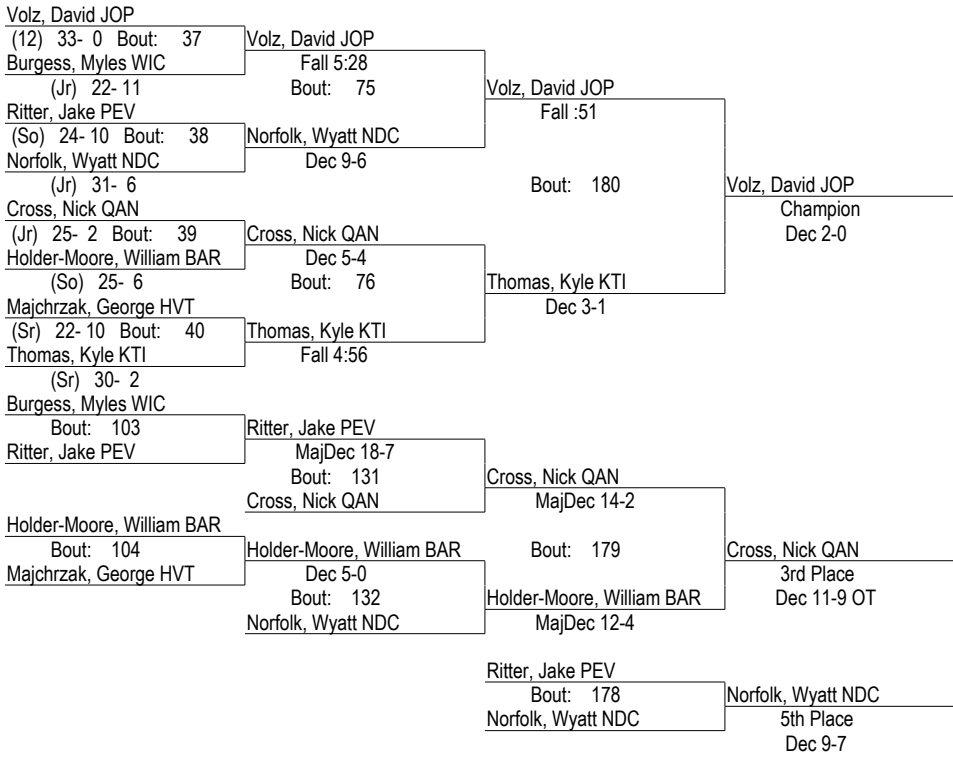 Volz, David JOP
(12) 33- 0 Bout: 37
Volz, David JOP
Burgess, Myles WIC
Fall 5:28
(Jr) 22- 11
Bout: 75
Volz, David JOP
Ritter, Jake PEV
Fall :51
(So) 24- 10 Bout: 38
Norfolk, Wyatt NDC
Norfolk, Wyatt NDC
Dec 9-6
(Jr) 31- 6
Bout: 180
Volz, David JOP
Cross, Nick QAN
Champion
(Jr) 25- 2 Bout: 39
Cross, Nick QAN
Dec 2-0
Holder-Moore, William BAR
Dec 5-4
(So) 25- 6
Bout: 76
Thomas, Kyle KTI
Majchrzak, George HVT
Dec 3-1
(Sr) 22- 10 Bout: 40
Thomas, Kyle KTI
Thomas, Kyle KTI
Fall 4:56
(Sr) 30- 2
Burgess, Myles WIC
Bout: 103
Ritter, Jake PEV
Ritter, Jake PEV
MajDec 18-7
Bout: 131
Cross, Nick QAN
Cross, Nick QAN
MajDec 14-2
Holder-Moore, William BAR
Bout: 104
Holder-Moore, William BAR
Bout: 179
Cross, Nick QAN
Majchrzak, George HVT
Dec 5-0
3rd Place
Bout: 132
Holder-Moore, William BAR
Dec 11-9 OT
Norfolk, Wyatt NDC
MajDec 12-4
Ritter, Jake PEV
Bout: 178
Norfolk, Wyatt NDC
Norfolk, Wyatt NDC
5th Place
Dec 9-7